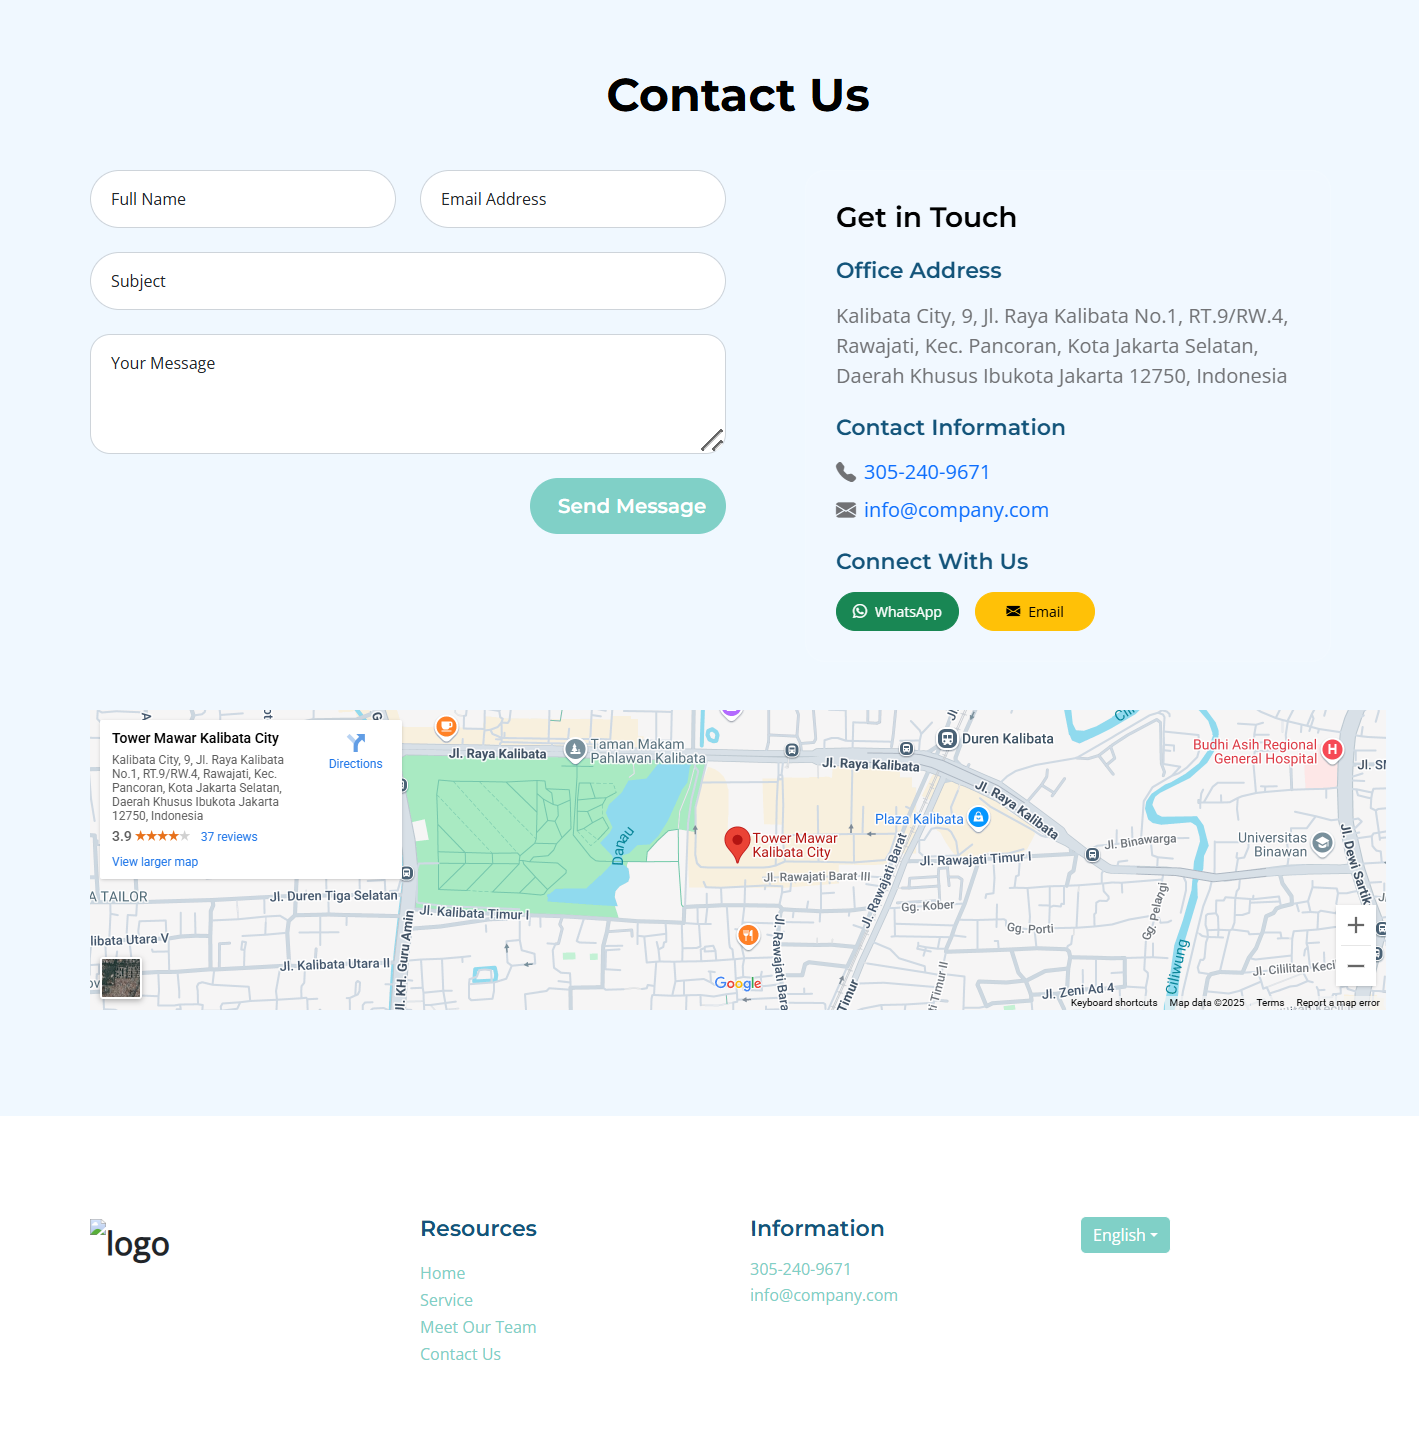 Contact Us
Full Name
Email Address
Subject
Your Message
Send Message
Get in Touch
Office Address
Kalibata City, 9, Jl. Raya Kalibata No.1, RT.9/RW.4,
Rawajati, Kec. Pancoran, Kota Jakarta Selatan,
Daerah Khusus Ibukota Jakarta 12750, Indonesia
Contact Information
305-240-9671
info@company.com
Connect With Us
WhatsApp
Email
Tower Mawar Kalibata City
Kalibata City, 9, Jl. Raya Kalibata
No.1, RT.9/RW.4, Rawajati, Kec.
Pancoran, Kota Jakarta Selatan,
Daerah Khusus Ibukota Jakarta
12750, Indonesia
3.9
37 reviews
View larger map
Directions
Jl. Raya Kalibata
Taman Makam
Pahlawan Kalibata
Jl. Raya Kalibata
Duren Kalibata
Jl. Raya Kalibata
Budhi Asih Regional
General Hospital
H
Plaza Kalibata
Danau
Tower Mawar
Kalibata City
Jl. Rawajati Timur I
Jl. Rawajati Barat III
Jl. Rawajati Barat
Jl. Binawarga
Universitas
Binawan
Jl. Dewi Sartik
A TAILOR
Jl. Duren Tiga Selatan
Jl. Kalibata Timur I
Gg. Kober
Gg. Porti
Gg. Pelangi
libata Utara V
Jl. Kalibata Utara II
Jl. KH. Guru Amin
Jl. Rawajati Bara
Timur
Timur II
Ciliwung
Jl. Zeni Ad 4
Jl. Cililitan Keci
Google
Keyboard shortcuts
Map data ©2025
Terms
Report a map error
logo
Resources
Home
Service
Meet Our Team
Contact Us
Information
305-240-9671
info@company.com
English